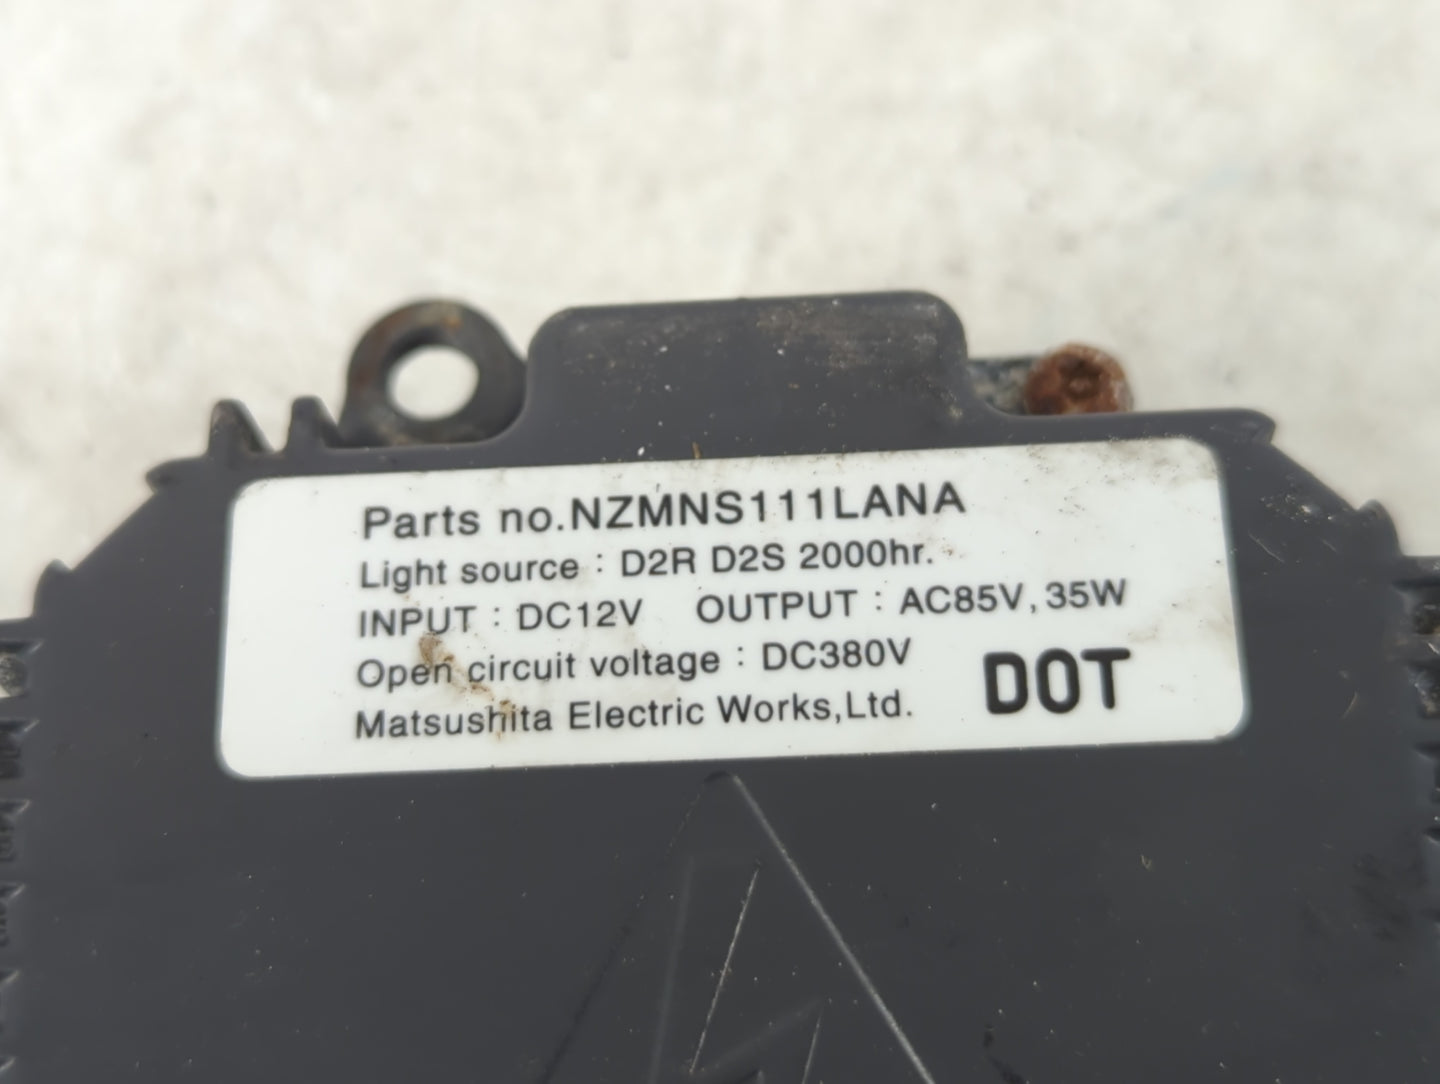 Parts no.NZMNS111LANA
Light source : D2R D2S 2000hr.
INPUT : DC12V OUTPUT : AC85V, 35W
Open circuit voltage : DC380V
Matsushita Electric Works,Ltd.
DOT